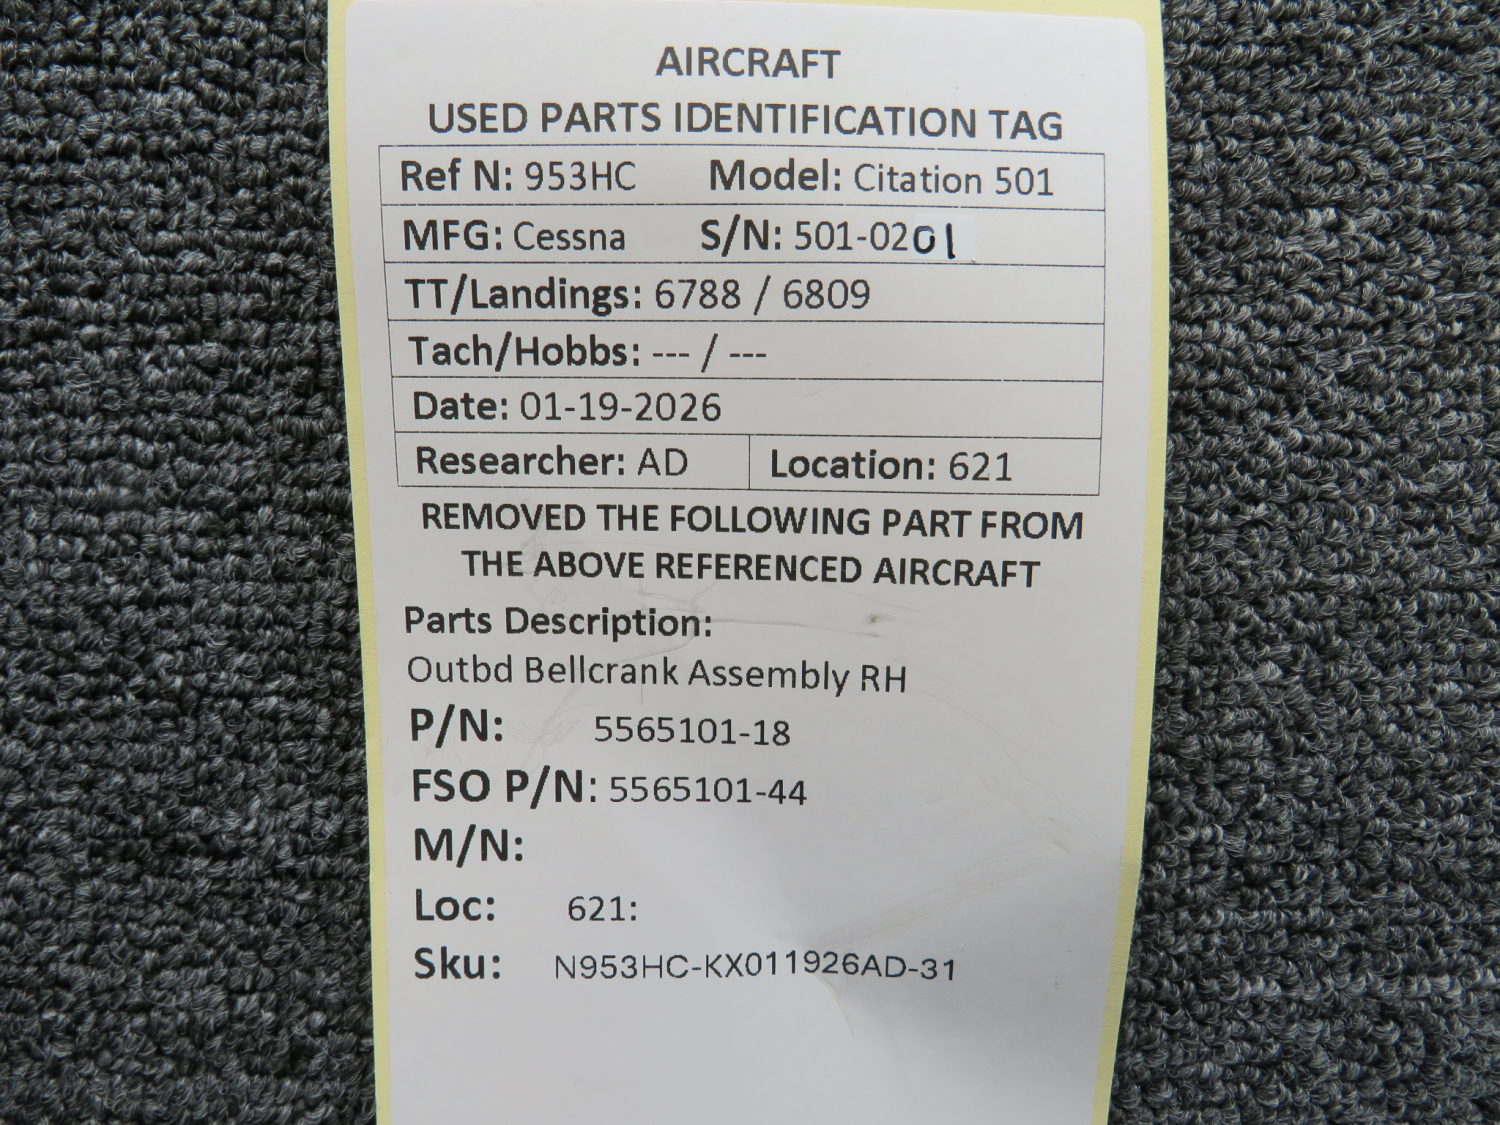 AIRCRAFT
USED PARTS IDENTIFICATION TAG
Ref N: 953HC Model: Citation 501
MFG: Cessna S/N: 501-0201
TT/Landings: 6788 / 6809
Tach/Hobbs: --- / ---
Date: 01-19-2026
Researcher: AD Location: 621
REMOVED THE FOLLOWING PART FROM
THE ABOVE REFERENCED AIRCRAFT
Parts Description:
Outbd Bellcrank Assembly RH
P/N: 5565101-18
FSO P/N: 5565101-44
M/N:
Loc: 621:
Sku: N953HC-KX011926AD-31